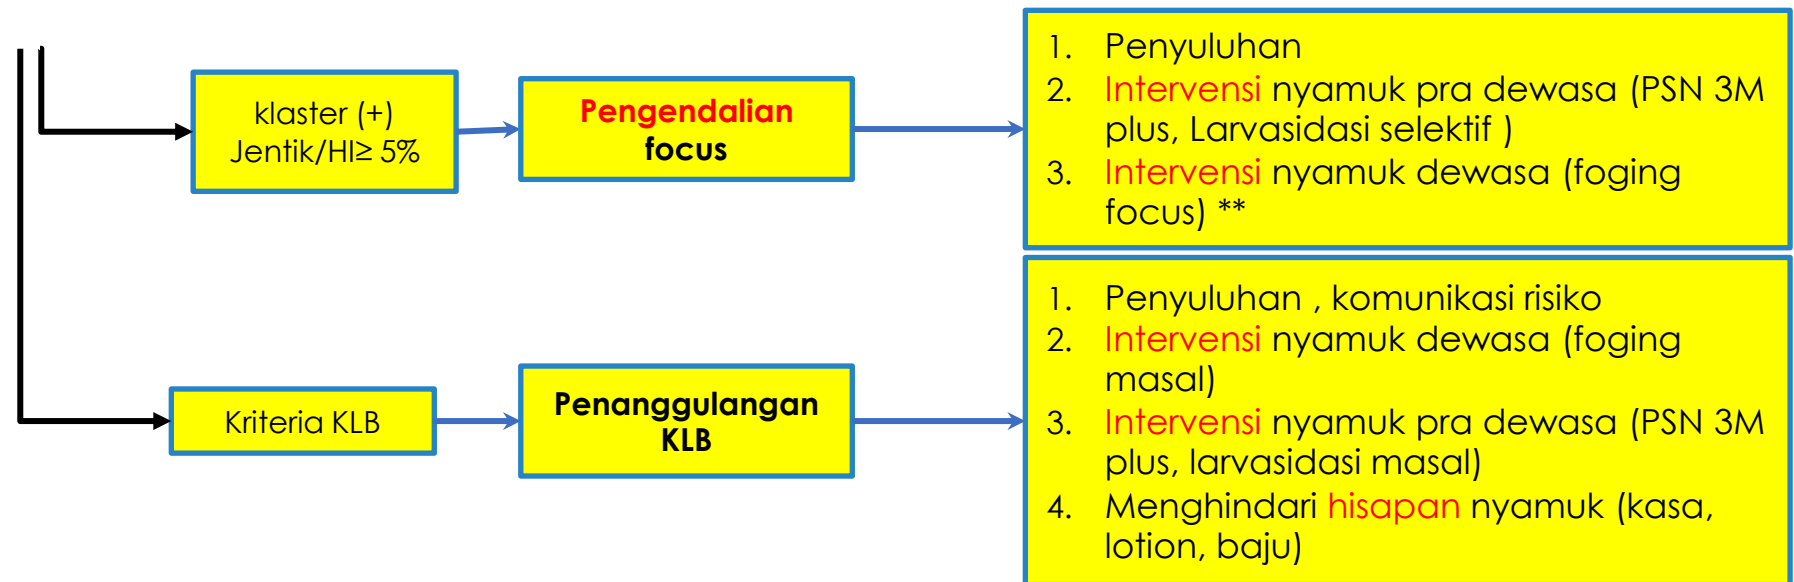 klaster (+)
Jentik/HI≥ 5%
Pengendalian
focus
1. Penyuluhan
2. Intervensi nyamuk pra dewasa (PSN 3M
plus, Larvasidasi selektif )
3. Intervensi nyamuk dewasa (foging
focus) **
Kriteria KLB
Penanggulangan
KLB
1. Penyuluhan , komunikasi risiko
2. Intervensi nyamuk dewasa (foging
masal)
3. Intervensi nyamuk pra dewasa (PSN 3M
plus, larvasidasi masal)
4. Menghindari hisapan nyamuk (kasa,
lotion, baju)